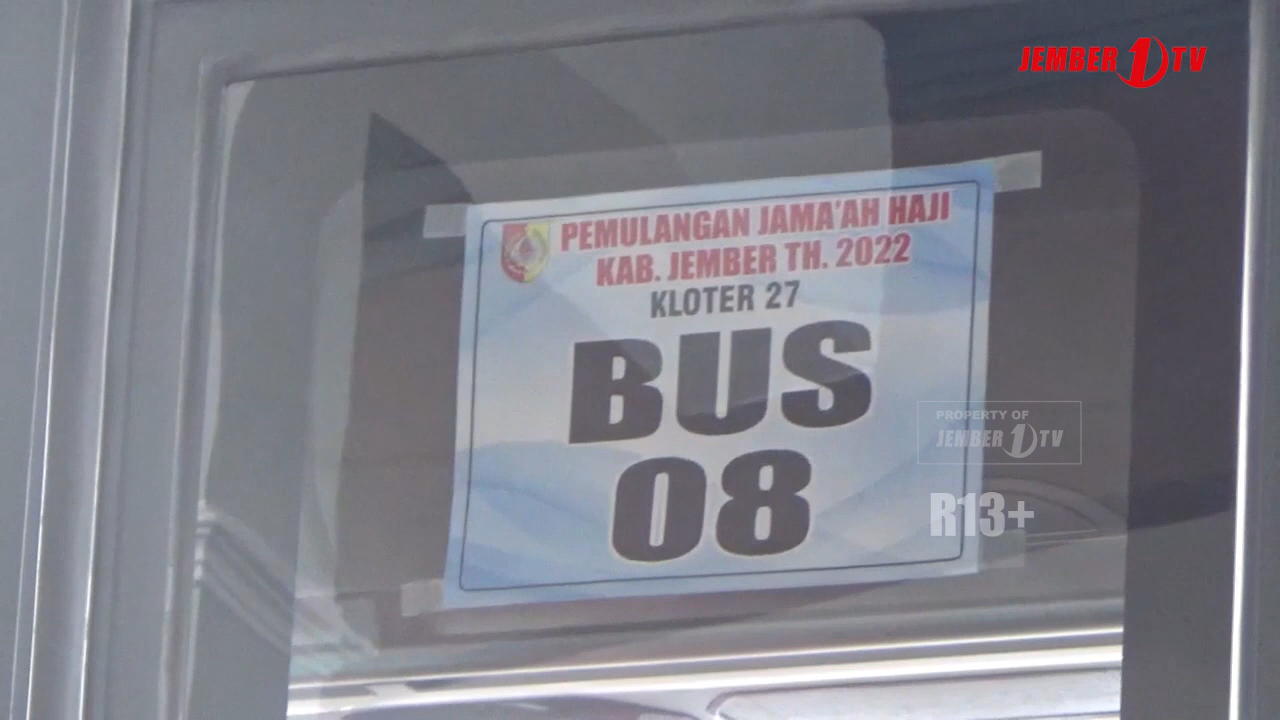 JEMBER 1 TV
PEMULANGAN JAMA'AH HAJI
KAB. JEMBER TH. 2022
KLOTER 27
BUS
08
PROPERTY OF
JEMBER 1 TV
R13+